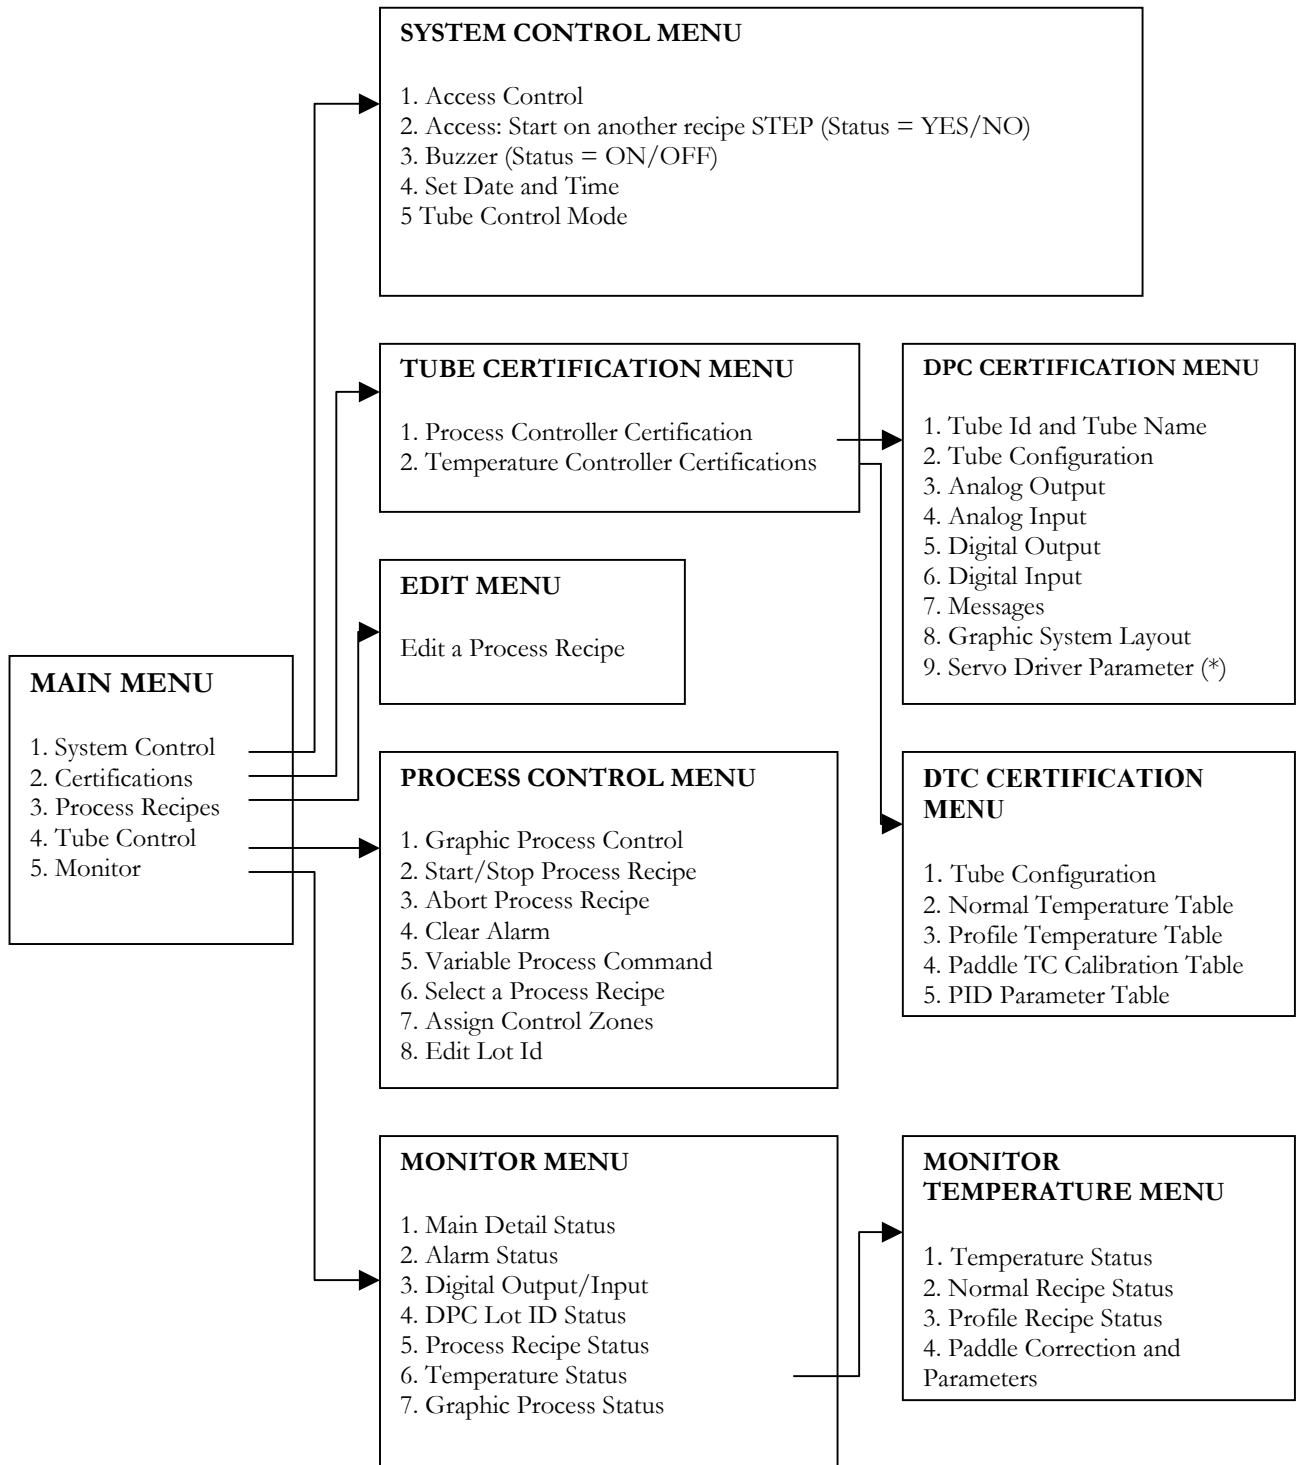 SYSTEM CONTROL MENU
1. Access Control
2. Access: Start on another recipe STEP (Status = YES/NO)
3. Buzzer (Status = ON/OFF)
4. Set Date and Time
5 Tube Control Mode
TUBE CERTIFICATION MENU
1. Process Controller Certification
2. Temperature Controller Certifications
DPC CERTIFICATION MENU
1. Tube Id and Tube Name
2. Tube Configuration
3. Analog Output
4. Analog Input
5. Digital Output
6. Digital Input
7. Messages
8. Graphic System Layout
9. Servo Driver Parameter (*)
EDIT MENU
Edit a Process Recipe
MAIN MENU
1. System Control
2. Certifications
3. Process Recipes
4. Tube Control
5. Monitor
PROCESS CONTROL MENU
1. Graphic Process Control
2. Start/Stop Process Recipe
3. Abort Process Recipe
4. Clear Alarm
5. Variable Process Command
6. Select a Process Recipe
7. Assign Control Zones
8. Edit Lot Id
DTC CERTIFICATION
MENU
1. Tube Configuration
2. Normal Temperature Table
3. Profile Temperature Table
4. Paddle TC Calibration Table
5. PID Parameter Table
MONITOR MENU
1. Main Detail Status
2. Alarm Status
3. Digital Output/Input
4. DPC Lot ID Status
5. Process Recipe Status
6. Temperature Status
7. Graphic Process Status
MONITOR
TEMPERATURE MENU
1. Temperature Status
2. Normal Recipe Status
3. Profile Recipe Status
4. Paddle Correction and
Parameters